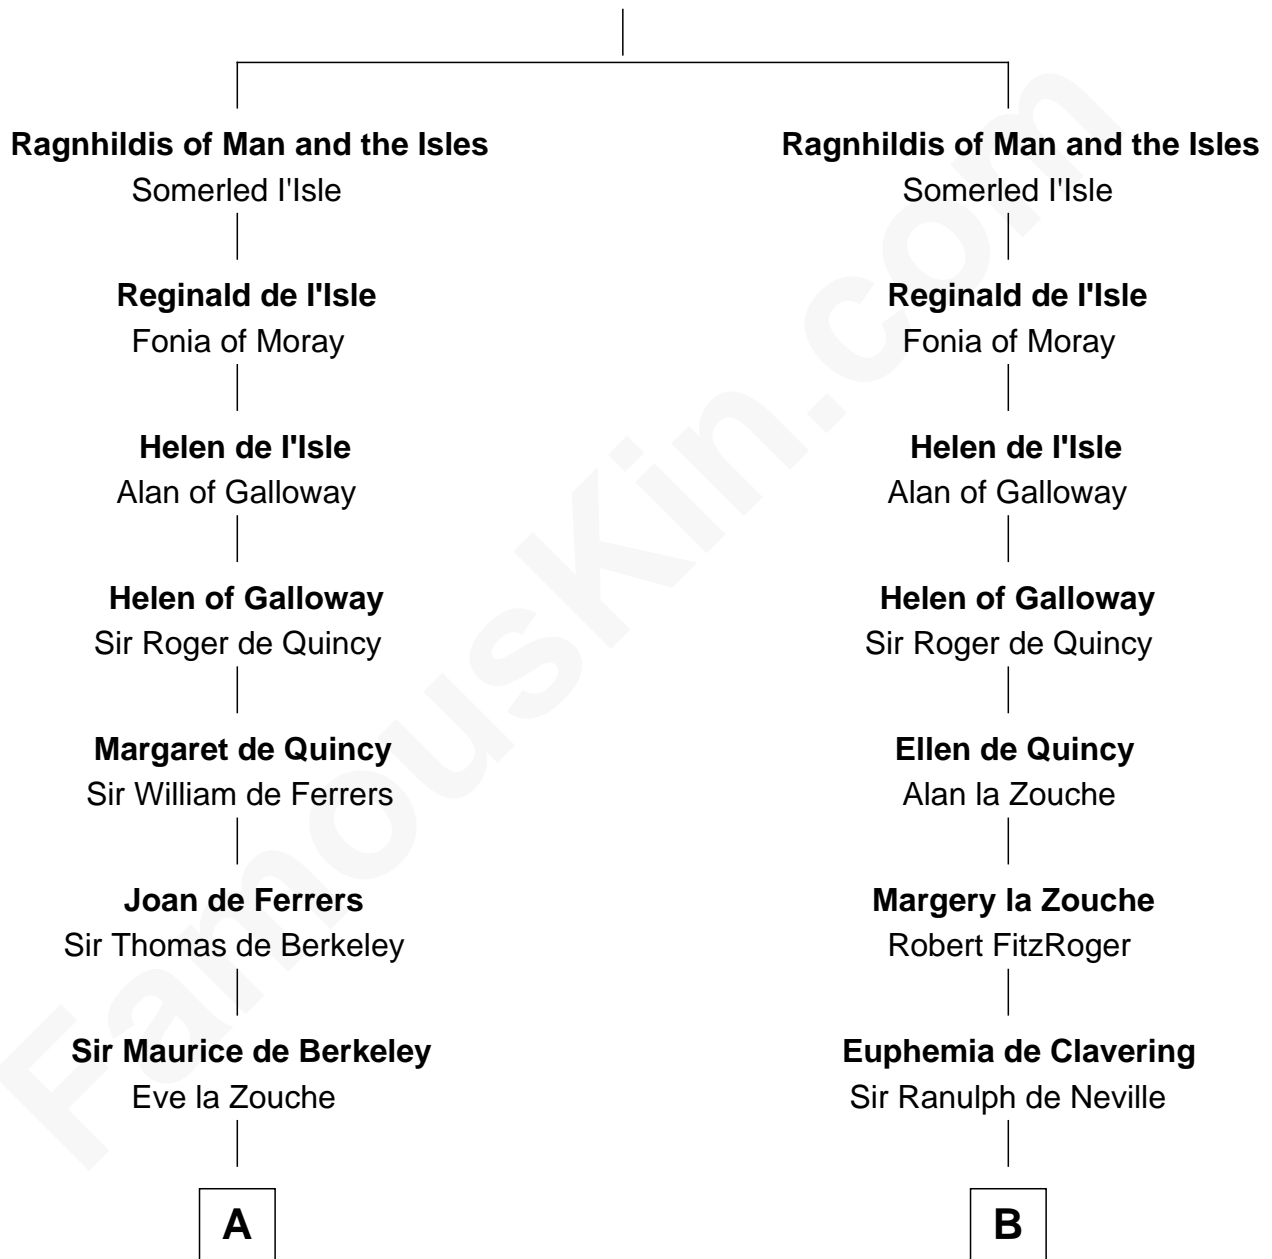 Ragnhildis of Man and the Isles
Somerled I'Isle
Reginald de I'Isle
Fonia of Moray
Helen de I'Isle
Alan of Galloway
Helen of Galloway
Sir Roger de Quincy
Margaret de Quincy
Sir William de Ferrers
Joan de Ferrers
Sir Thomas de Berkeley
Sir Maurice de Berkeley
Eve la Zouche
A
Ragnhildis of Man and the Isles
Somerled I'Isle
Reginald de I'Isle
Fonia of Moray
Helen de I'Isle
Alan of Galloway
Helen of Galloway
Sir Roger de Quincy
Ellen de Quincy
Alan la Zouche
Margery la Zouche
Robert FitzRoger
Euphemia de Clavering
Sir Ranulph de Neville
B
FamousKin.com